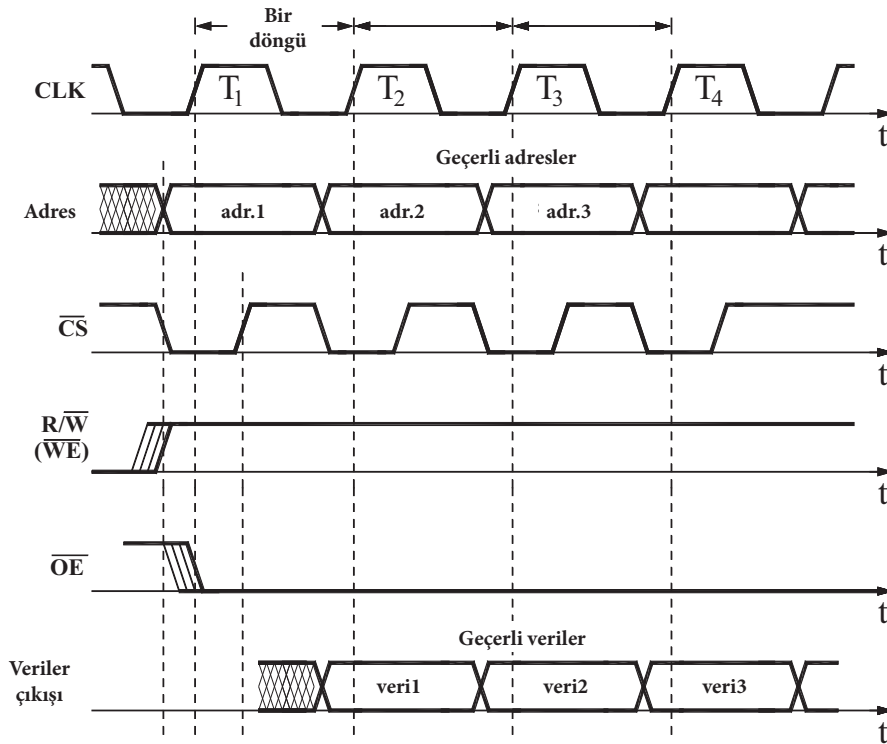 Bir
döngü
CLK
T1 T2 T3 T4
t
Geçerli adresler
Adres
adr.1 adr.2 adr.3
t
CS
t
R/W
(WE)
t
OE
t
Geçerli veriler
Veriler
çıkışı
veri1 veri2 veri3
t